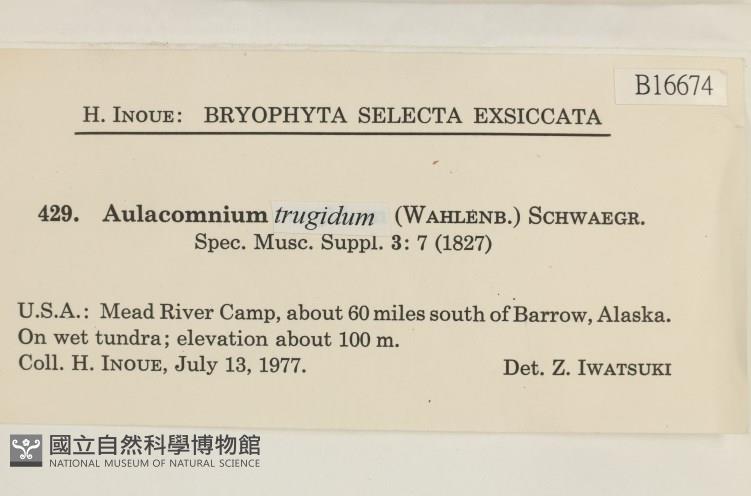 B16674
H. INOUE: BRYOPHYTA SELECTA EXSICCATA
429. Aulacomnium trugidum (WAHLENB.) SCHWAEGR.
Spec. Musc. Suppl. 3: 7 (1827)
U.S.A.: Mead River Camp, about 60 miles south of Barrow, Alaska.
On wet tundra; elevation about 100 m.
Coll. H. INOUE, July 13, 1977. Det. Z. IWATSUKI
國立自然科學博物館
NATIONAL MUSEUM OF NATURAL SCIENCE